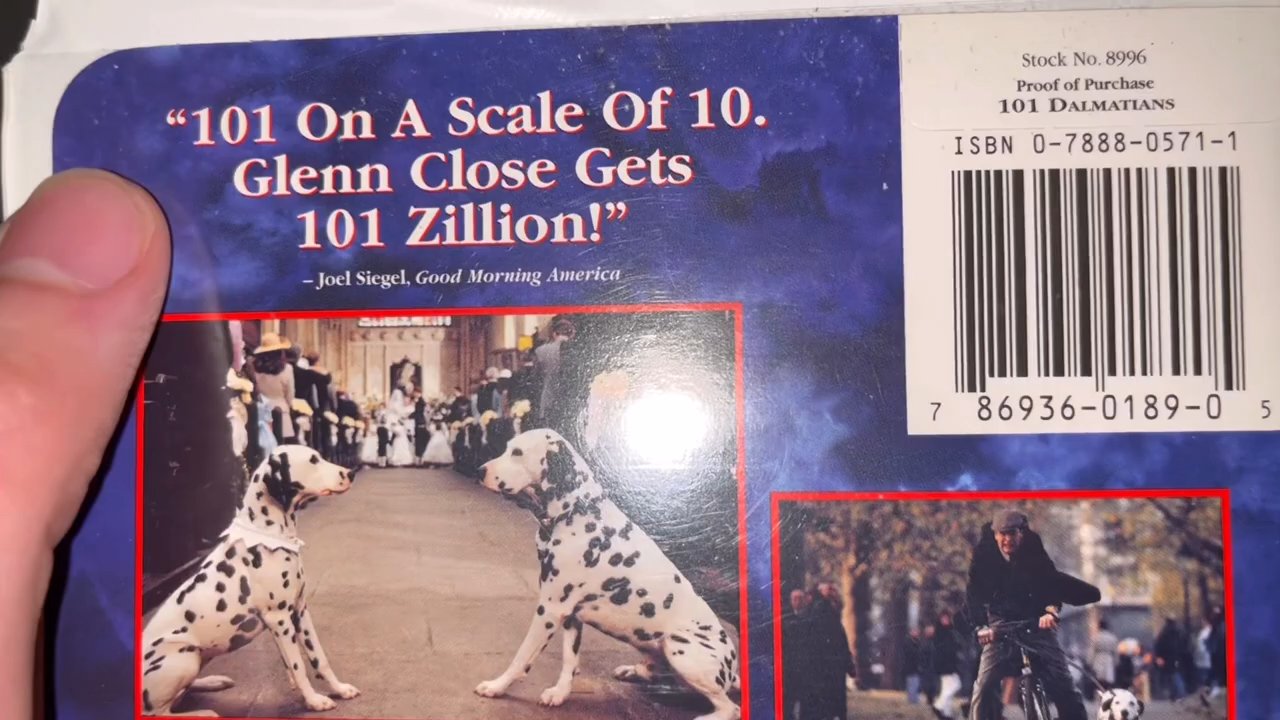 “101 On A Scale Of 10.
Glenn Close Gets
101 Zillion!”
– Joel Siegel, Good Morning America
Stock No. 8996
Proof of Purchase
101 DALMATIANS
ISBN 0-7888-0571-1
7 86936-0189-0 5